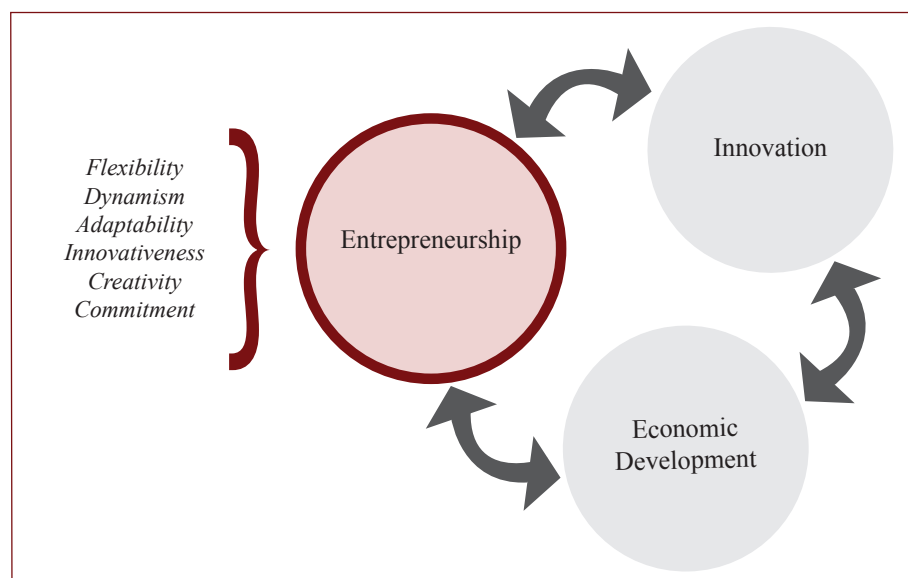 Flexibility
Dynamism
Adaptability
Innovativeness
Creativity
Commitment
Entrepreneurship
Innovation
Economic
Development